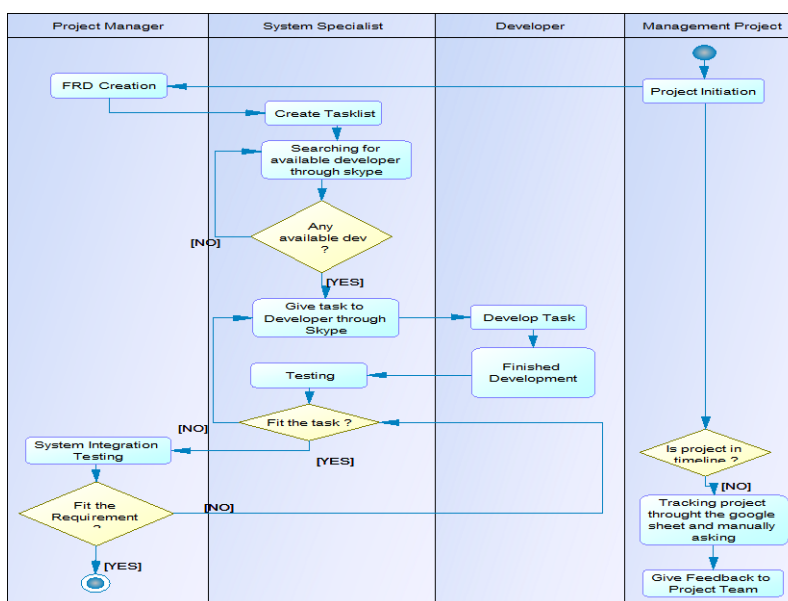 Project Manager
System Specialist
Developer
Management Project
FRD Creation
Project Initiation
Create Tasklist
Searching for
available developer
through skype
Any
available dev
?
[NO]
[YES]
Give task to
Developer through
Skype
Develop Task
Finished
Development
Testing
Fit the task ?
[NO]
[YES]
System Integration
Testing
Fit the
Requirement
?
[NO]
[YES]
Is project in
timeline ?
[NO]
Tracking project
throught the google
sheet and manually
asking
Give Feedback to
Project Team